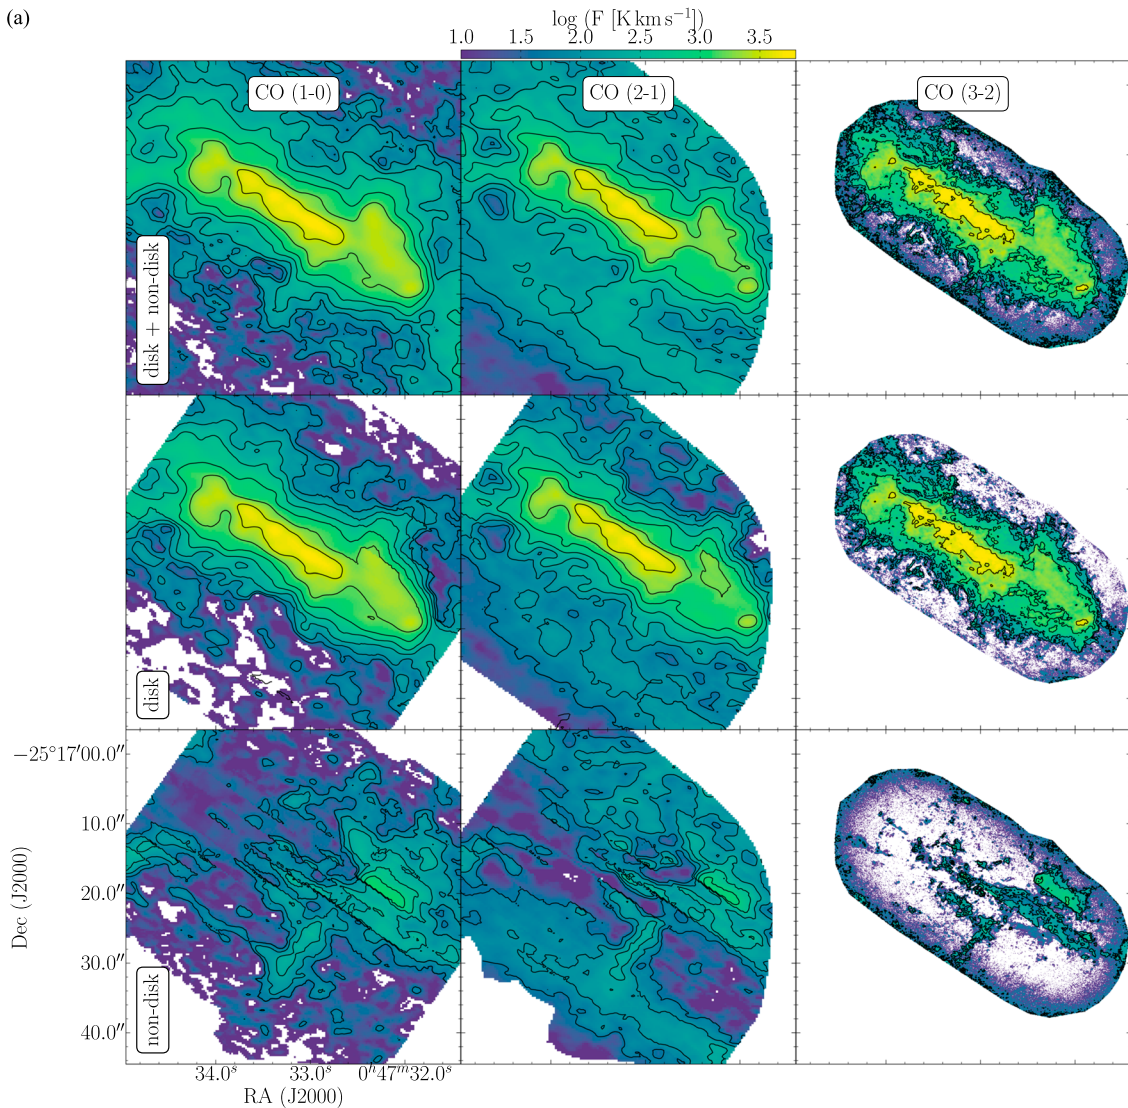 (a)
log (F [K km s⁻¹])
1.0 1.5 2.0 2.5 3.0 3.5
CO (1-0) CO (2-1) CO (3-2)
disk + non-disk
disk
non-disk
−25°17′00.0″
10.0″
20.0″
30.0″
40.0″
Dec (J2000)
34.0ˢ 33.0ˢ 0ʰ47ᵐ32.0ˢ
RA (J2000)